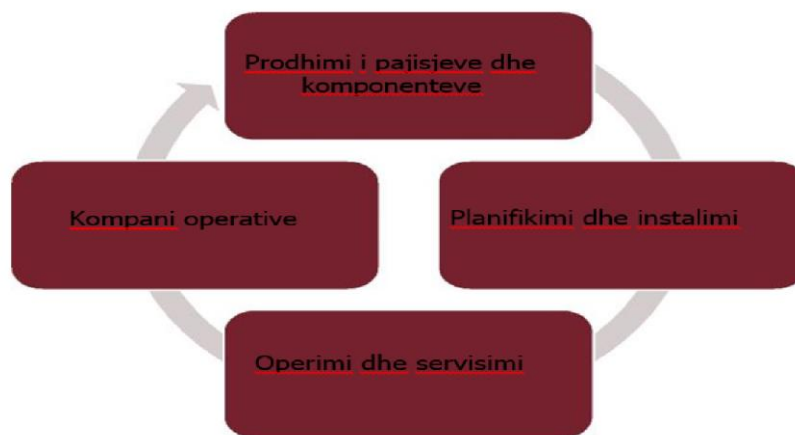 Prodhimi i pajisjeve dhe
komponenteve
Kompani operative
Planifikimi dhe instalimi
Operimi dhe servisimi